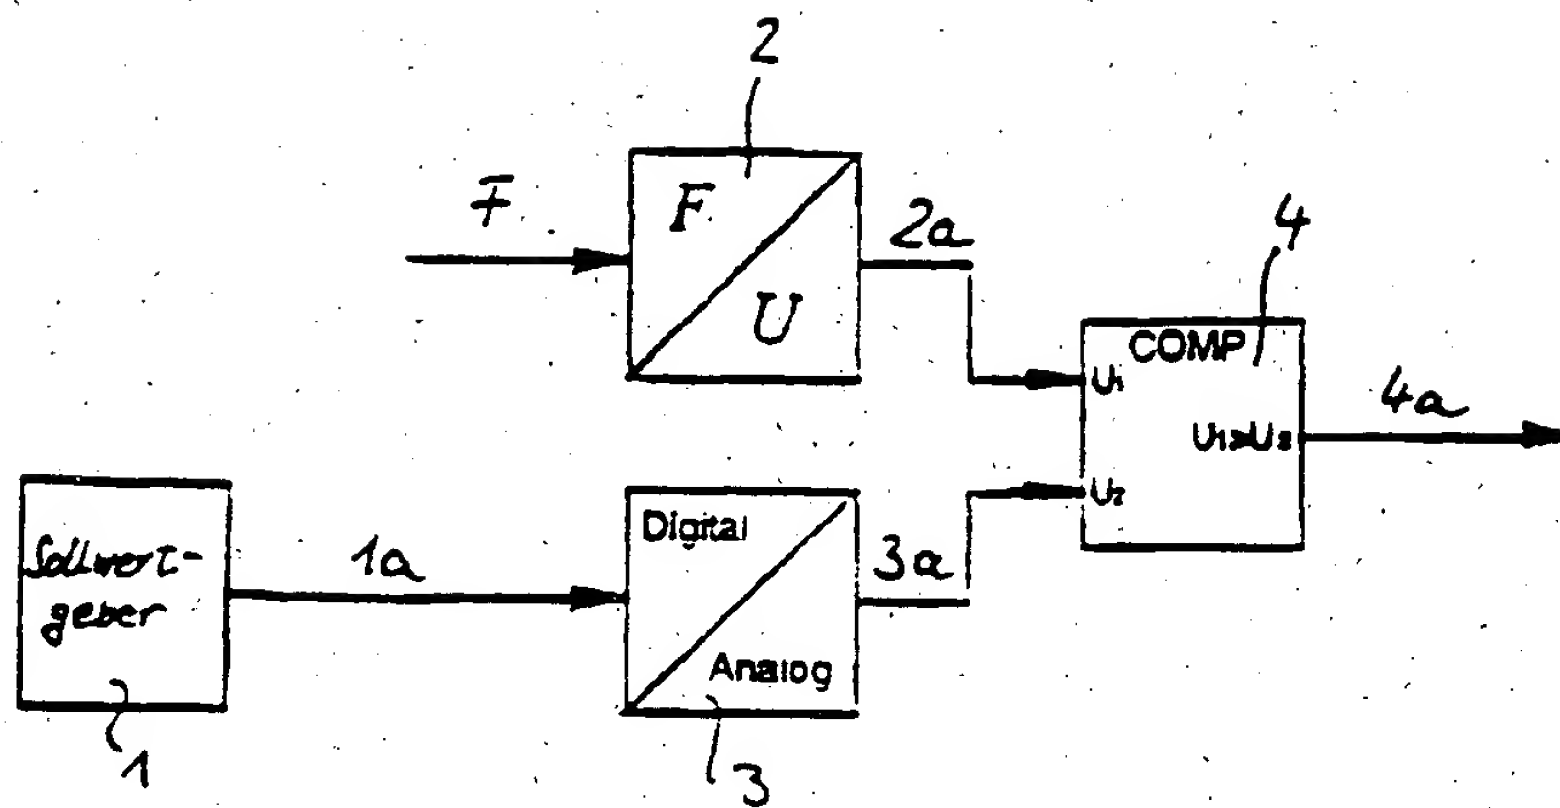 2
F
F
U
2a
4
COMP
U1
U1>U2
4a
U2
Sollwert-
geber
1a
Digital
Analog
3a
1
3